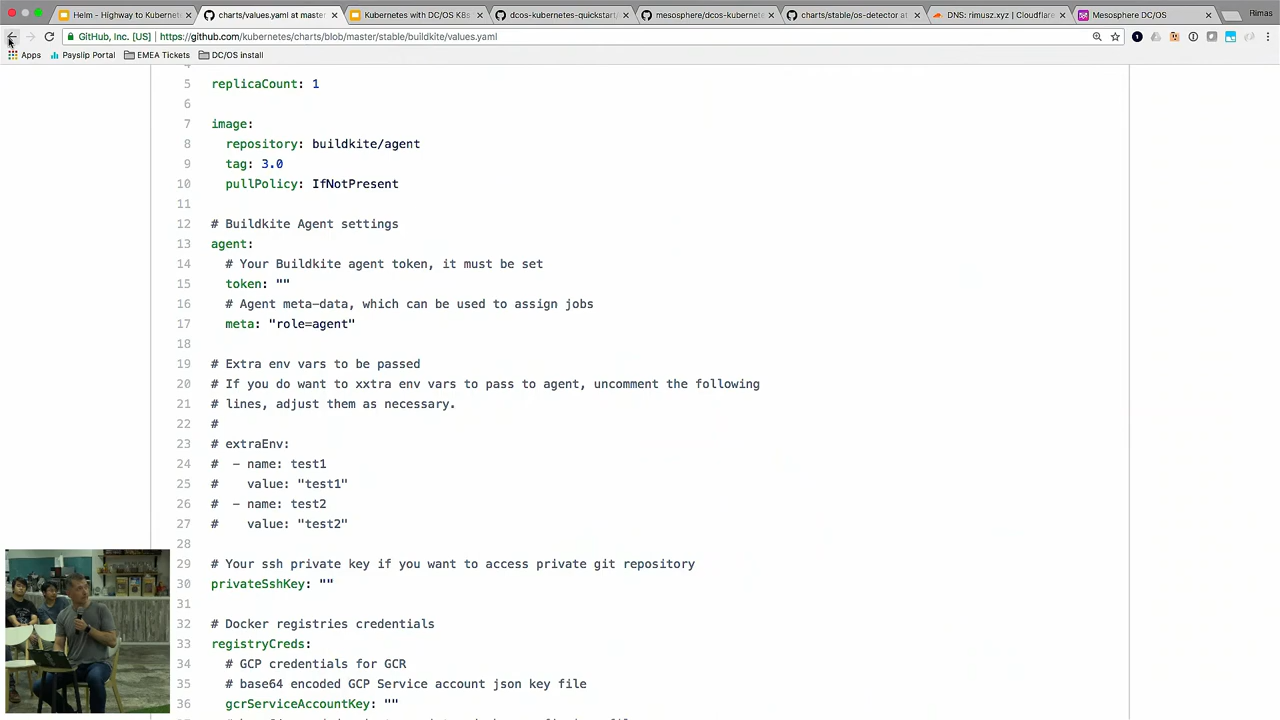 Helm - Highway to Kubernete
charts/values.yaml at master
Kubernetes with DC/OS K8s
dcos-kubernetes-quickstart/
mesosphere/dcos-kubernete
charts/stable/os-detector at
DNS: rimusz.xyz | Cloudflare
Mesosphere DC/OS
Rimas
GitHub, Inc. [US] https://github.com/kubernetes/charts/blob/master/stable/buildkite/values.yaml
Apps Payslip Portal EMEA Tickets DC/OS install
5 replicaCount: 1
6
7 image:
8 repository: buildkite/agent
9 tag: 3.0
10 pullPolicy: IfNotPresent
11
12 # Buildkite Agent settings
13 agent:
14 # Your Buildkite agent token, it must be set
15 token: ""
16 # Agent meta-data, which can be used to assign jobs
17 meta: "role=agent"
18
19 # Extra env vars to be passed
20 # If you do want to xxtra env vars to pass to agent, uncomment the following
21 # lines, adjust them as necessary.
22 #
23 # extraEnv:
24 # - name: test1
25 # value: "test1"
26 # - name: test2
27 # value: "test2"
28
29 # Your ssh private key if you want to access private git repository
30 privateSshKey: ""
31
32 # Docker registries credentials
33 registryCreds:
34 # GCP credentials for GCR
35 # base64 encoded GCP Service account json key file
36 gcrServiceAccountKey: ""